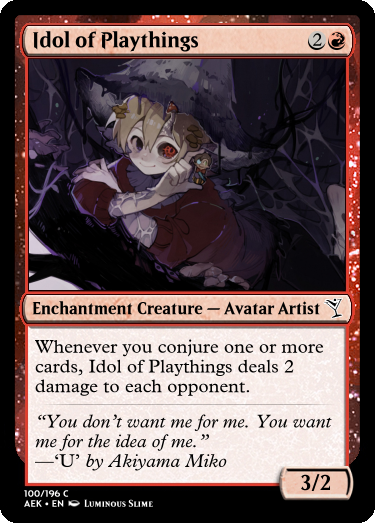 Idol of Playthings
2
Enchantment Creature — Avatar Artist
Whenever you conjure one or more
cards, Idol of Playthings deals 2
damage to each opponent.
“You don't want me for me. You want
me for the idea of me.”
—‘U’ by Akiyama Miko
3/2
100/196 C
AEK • EN Luminous Slime